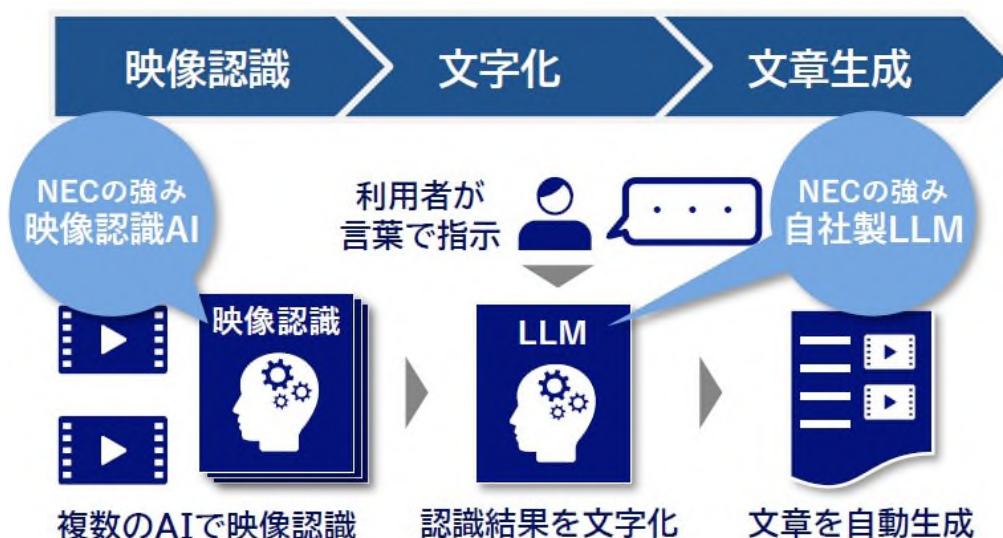 映像認識
文字化
文章生成
NECの強み
映像認識AI
利用者が
言葉で指示
・・・
NECの強み
自社製LLM
映像認識
LLM
複数のAIで映像認識
認識結果を文字化
文章を自動生成